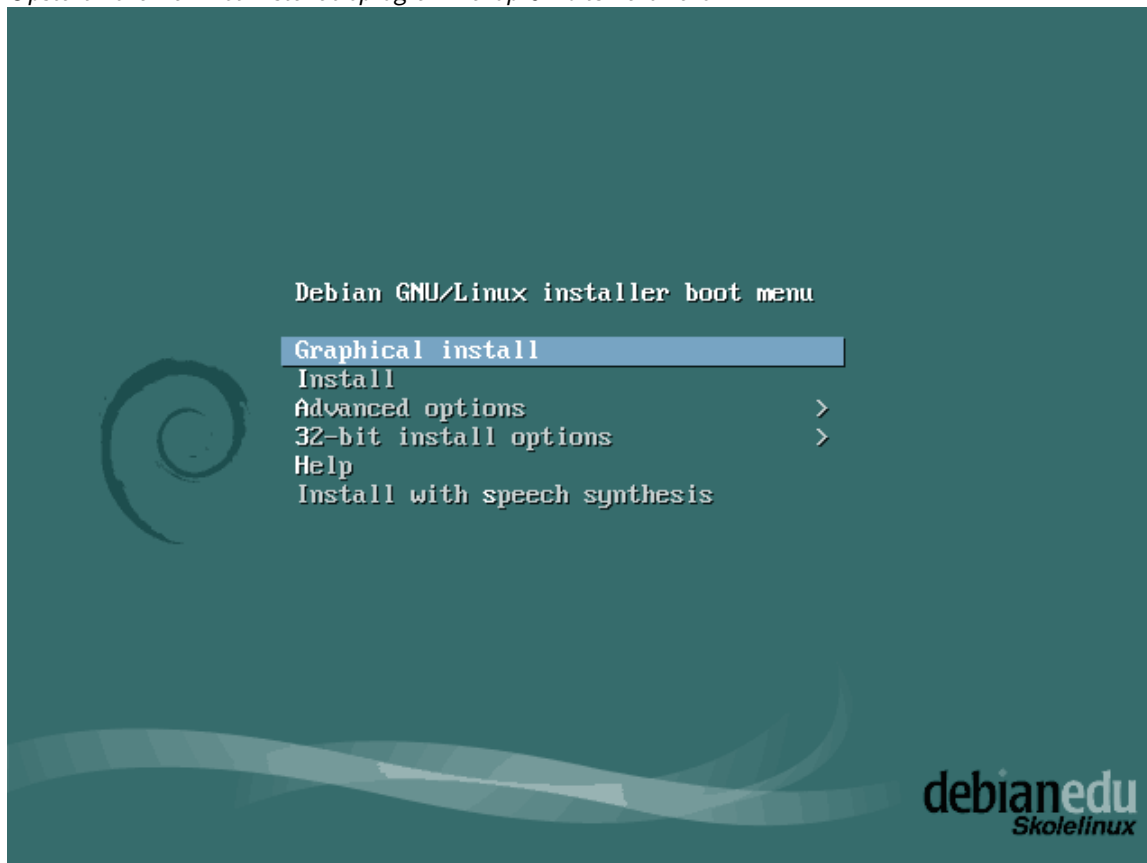 Debian GNU/Linux installer boot menu
Graphical install
Install
Advanced options >
32-bit install options >
Help
Install with speech synthesis
debianedu
Skolelinux